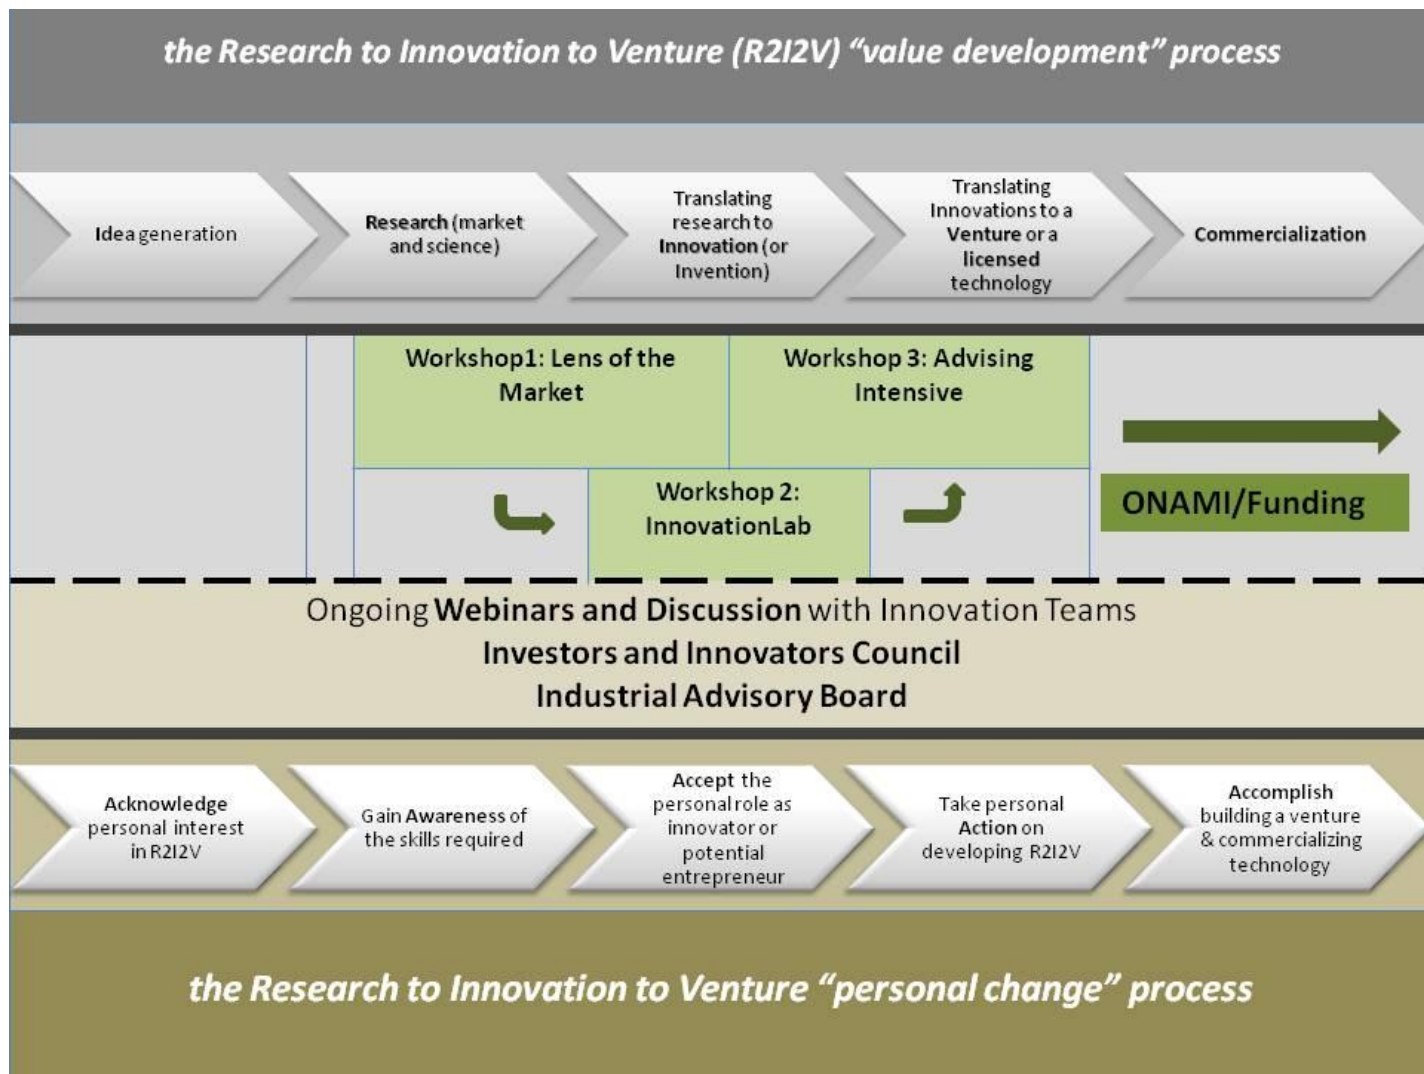 the Research to Innovation to Venture (R2I2V) “value development” process
Idea generation
Research (market
and science)
Translating
research to
Innovation (or
Invention)
Translating
Innovations to a
Venture or a
licensed
technology
Commercialization
Workshop1: Lens of the
Market
Workshop 3: Advising
Intensive
Workshop 2:
InnovationLab
ONAMI/Funding
Ongoing Webinars and Discussion with Innovation Teams
Investors and Innovators Council
Industrial Advisory Board
Acknowledge
personal interest
in R2I2V
Gain Awareness of
the skills required
Accept the
personal role as
innovator or
potential
entrepreneur
Take personal
Action on
developing R2I2V
Accomplish
building a venture
& commercializing
technology
the Research to Innovation to Venture “personal change” process